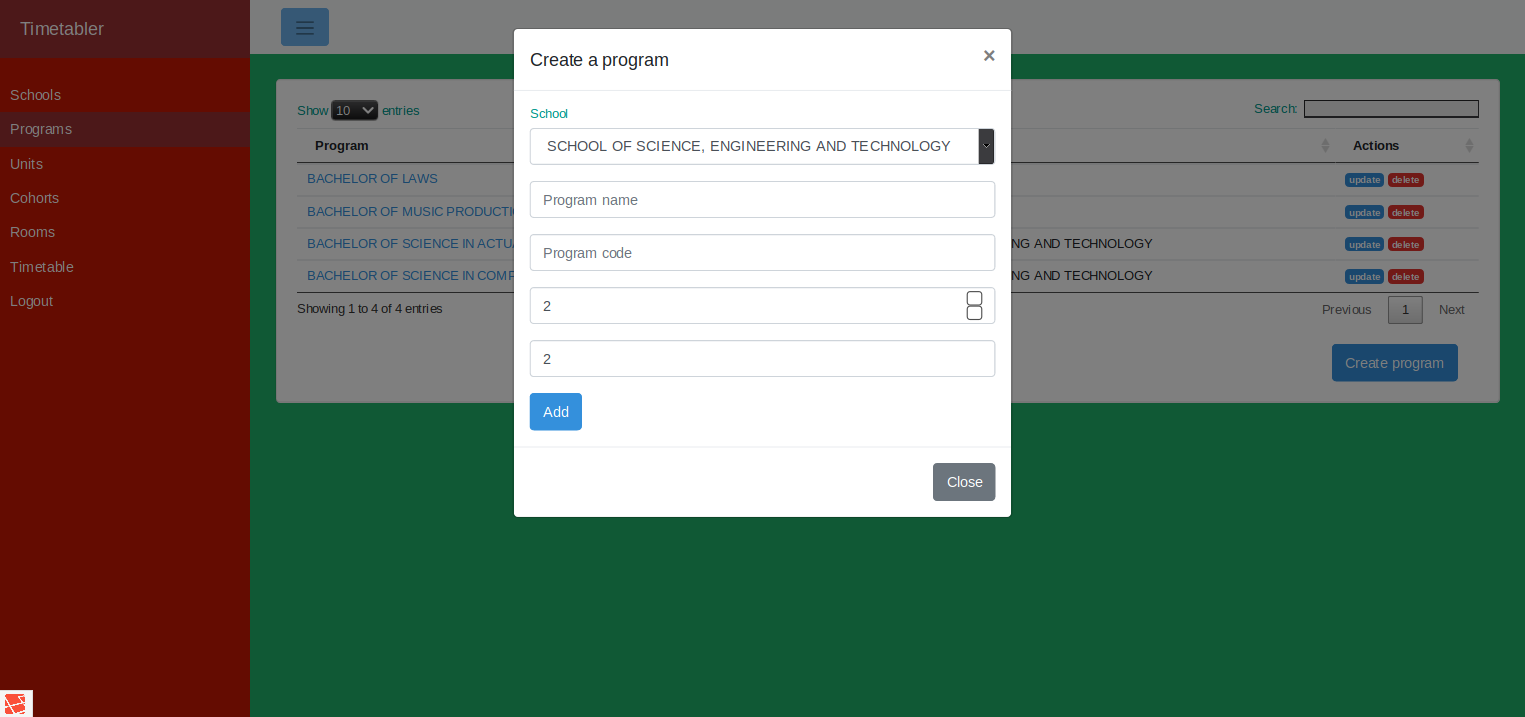 Timetabler
Schools
Programs
Units
Cohorts
Rooms
Timetable
Logout
Create a program
×
School
SCHOOL OF SCIENCE, ENGINEERING AND TECHNOLOGY
Program name
Program code
2
2
Add
Close
Show 10 entries
Search:
Program
Actions
BACHELOR OF LAWS
update delete
BACHELOR OF MUSIC PRODUCTI
update delete
BACHELOR OF SCIENCE IN ACTU
NG AND TECHNOLOGY
update delete
BACHELOR OF SCIENCE IN COMP
NG AND TECHNOLOGY
update delete
Showing 1 to 4 of 4 entries
Previous 1 Next
Create program